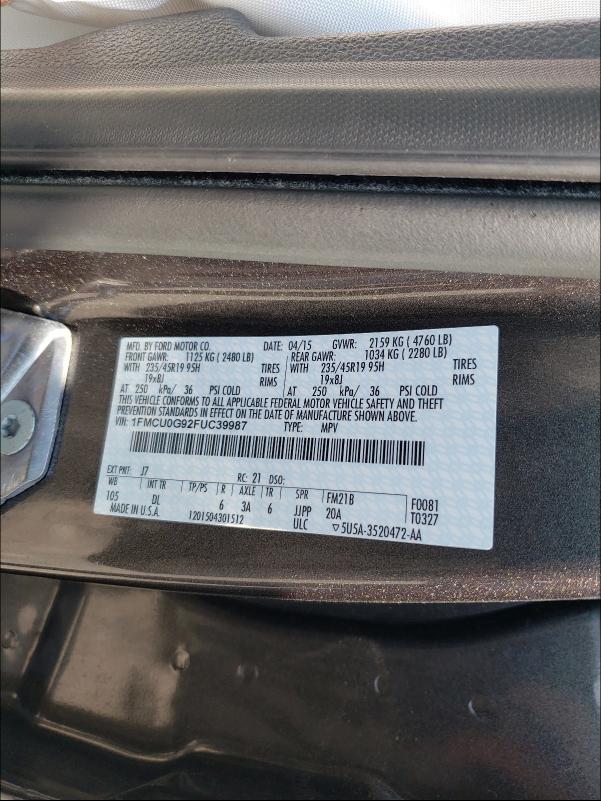 MFD. BY FORD MOTOR CO. DATE: 04/15 GVWR: 2159 KG ( 4760 LB)
FRONT GAWR: 1125 KG ( 2480 LB) REAR GAWR: 1034 KG ( 2280 LB)
WITH 235/45R19 95H TIRES WITH 235/45R19 95H TIRES
19x8J RIMS 19x8J RIMS
AT 250 kPa/ 36 PSI COLD AT 250 kPa/ 36 PSI COLD
THIS VEHICLE CONFORMS TO ALL APPLICABLE FEDERAL MOTOR VEHICLE SAFETY AND THEFT
PREVENTION STANDARDS IN EFFECT ON THE DATE OF MANUFACTURE SHOWN ABOVE.
VIN: 1FMCU0G92FUC39987 TYPE: MPV
EXT PNT: J7 RC: 21 DSO:
WB INT TR TP/PS R AXLE TR SPR FM21B F0081
105 DL 6 3A 6 JJPP 20A T0327
MADE IN U.S.A. 1201504301512 ULC ▽5U5A-3520472-AA